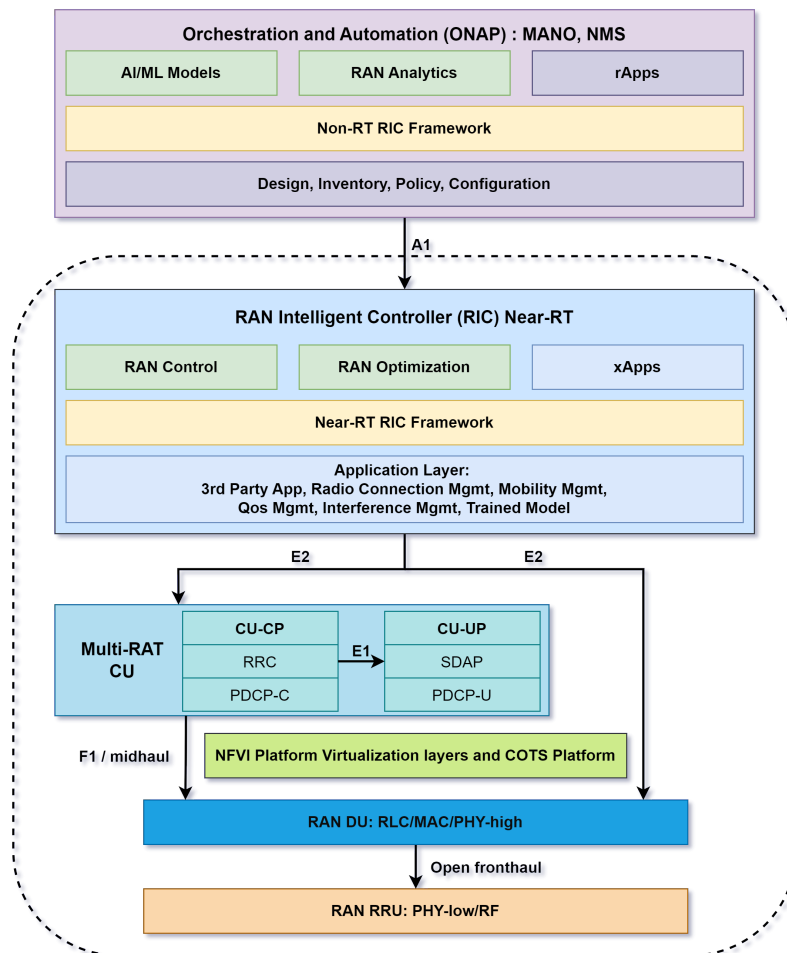 Orchestration and Automation (ONAP) : MANO, NMS
AI/ML Models
RAN Analytics
rApps
Non-RT RIC Framework
Design, Inventory, Policy, Configuration
A1
RAN Intelligent Controller (RIC) Near-RT
RAN Control
RAN Optimization
xApps
Near-RT RIC Framework
Application Layer:
3rd Party App, Radio Connection Mgmt, Mobility Mgmt,
Qos Mgmt, Interference Mgmt, Trained Model
E2
E2
Multi-RAT
CU
CU-CP
RRC
PDCP-C
E1
CU-UP
SDAP
PDCP-U
F1 / midhaul
NFVI Platform Virtualization layers and COTS Platform
RAN DU: RLC/MAC/PHY-high
Open fronthaul
RAN RRU: PHY-low/RF